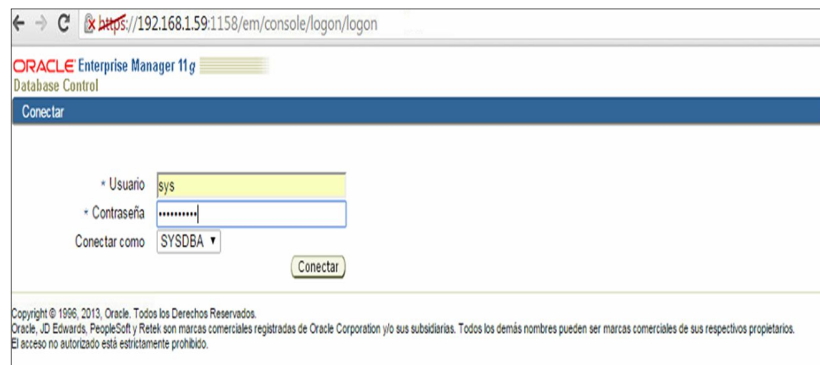 https://192.168.1.59:1158/em/console/logon/logon
ORACLE Enterprise Manager 11g
Database Control
Conectar
* Usuario sys
* Contraseña ••••••••••
Conectar como SYSDBA
Conectar
Copyright © 1996, 2013, Oracle. Todos los Derechos Reservados.
Oracle, JD Edwards, PeopleSoft y Retek son marcas comerciales registradas de Oracle Corporation y/o sus subsidiarias. Todos los demás nombres pueden ser marcas comerciales de sus respectivos propietarios.
El acceso no autorizado está estrictamente prohibido.